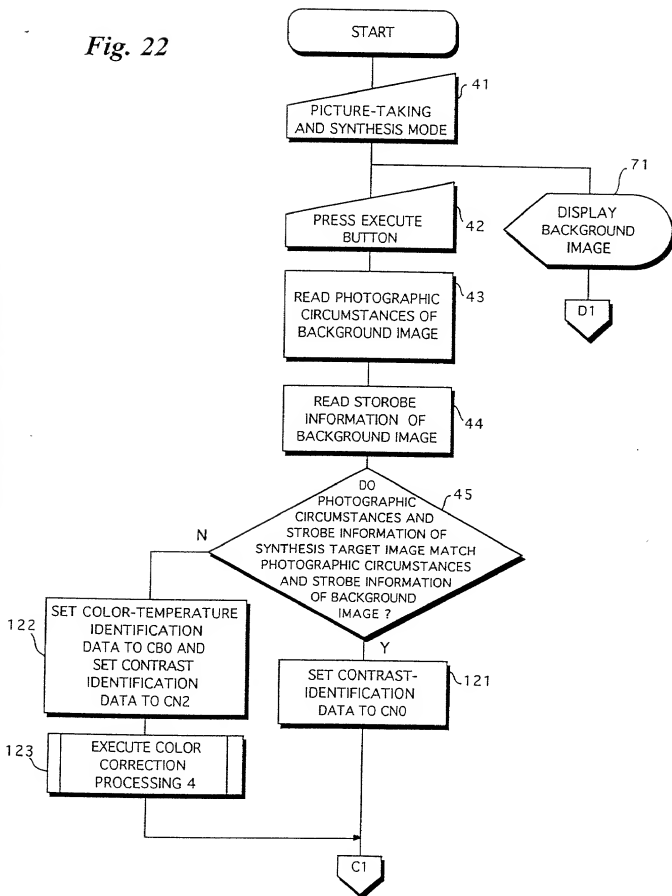 Fig. 22
START
41
PICTURE-TAKING
AND SYNTHESIS MODE
71
DISPLAY
BACKGROUND
IMAGE
D1
PRESS EXECUTE
BUTTON
42
43
READ PHOTOGRAPHIC
CIRCUMSTANCES OF
BACKGROUND IMAGE
READ STOROBE
INFORMATION OF
BACKGROUND IMAGE
44
45
DO
PHOTOGRAPHIC
CIRCUMSTANCES AND
STROBE INFORMATION OF
SYNTHESIS TARGET IMAGE MATCH
PHOTOGRAPHIC CIRCUMSTANCES
AND STROBE INFORMATION
OF BACKGROUND
IMAGE ?
N
Y
122
SET COLOR-TEMPERATURE
IDENTIFICATION
DATA TO CB0 AND
SET CONTRAST
IDENTIFICATION
DATA TO CN2
SET CONTRAST-
IDENTIFICATION
DATA TO CN0
121
123
EXECUTE COLOR
CORRECTION
PROCESSING 4
C1